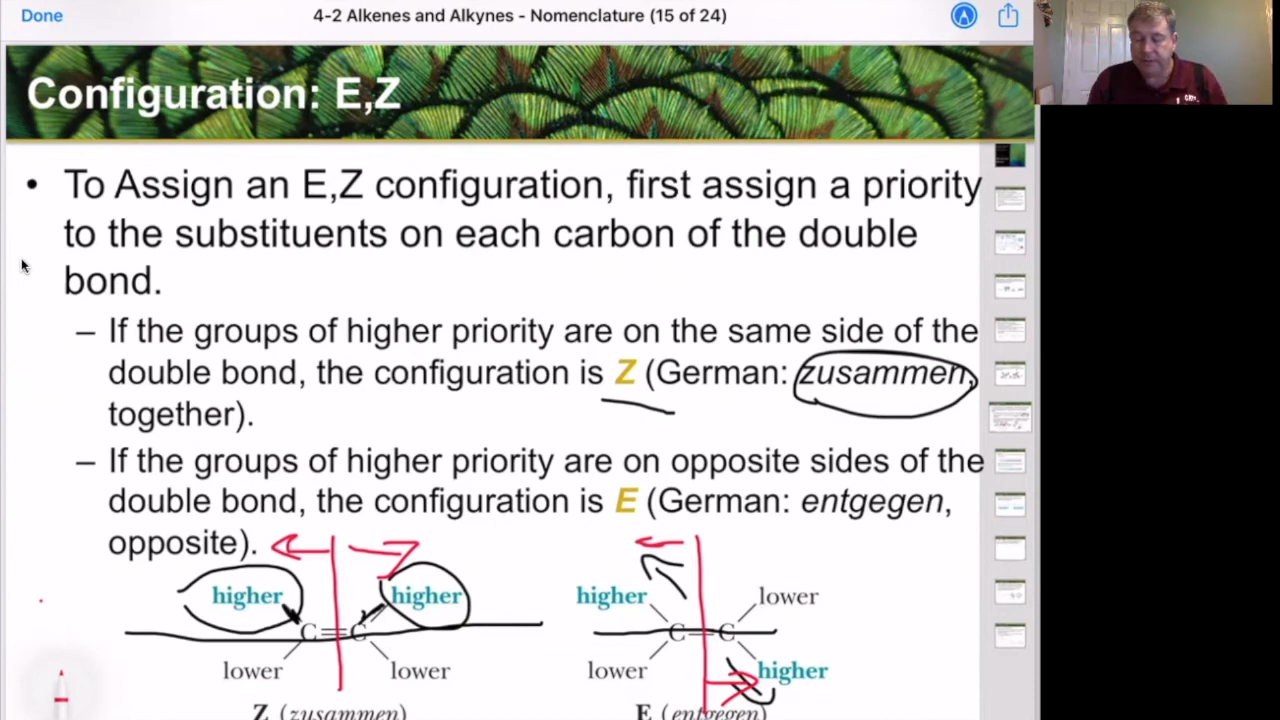 Done
4-2 Alkenes and Alkynes - Nomenclature (15 of 24)
Configuration: E,Z
• To Assign an E,Z configuration, first assign a priority
to the substituents on each carbon of the double
bond.
– If the groups of higher priority are on the same side of the
double bond, the configuration is Z (German: zusammen,
together).
– If the groups of higher priority are on opposite sides of the
double bond, the configuration is E (German: entgegen,
opposite).
higher higher higher lower
C=C C=C
lower lower lower higher
Z (zusammen) E (entgegen)